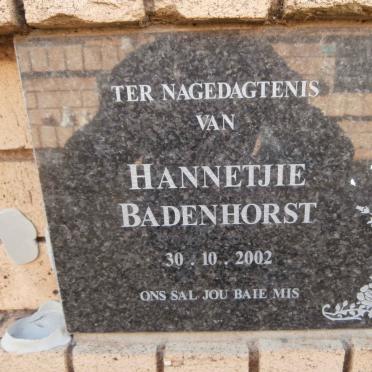 TER NAGEDAGTENIS
VAN
HANNETJIE
BADENHORST
30 . 10 . 2002
ONS SAL JOU BAIE MIS